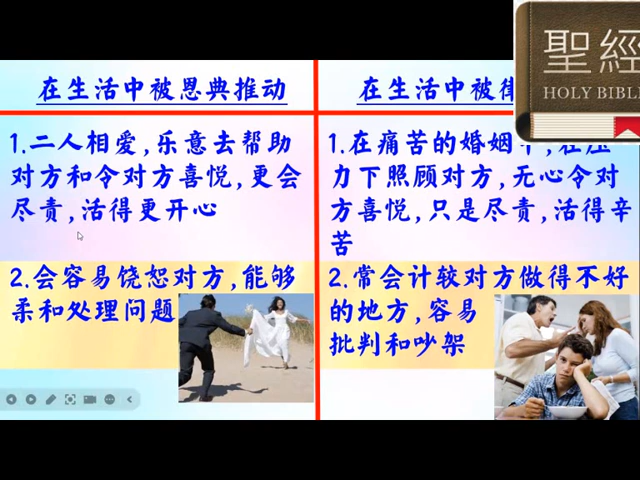 在生活中被恩典推动
1.二人相爱,乐意去帮助
对方和令对方喜悦,更会
尽责,活得更开心
2.会容易饶恕对方,能够
柔和处理问题
在生活中被
1.在痛苦的婚姻
力下照顾对方,无心令对
方喜悦,只是尽责,活得辛
苦
2.常会计较对方做得不好
的地方,容易
批判和吵架
聖經
HOLY BIBLE